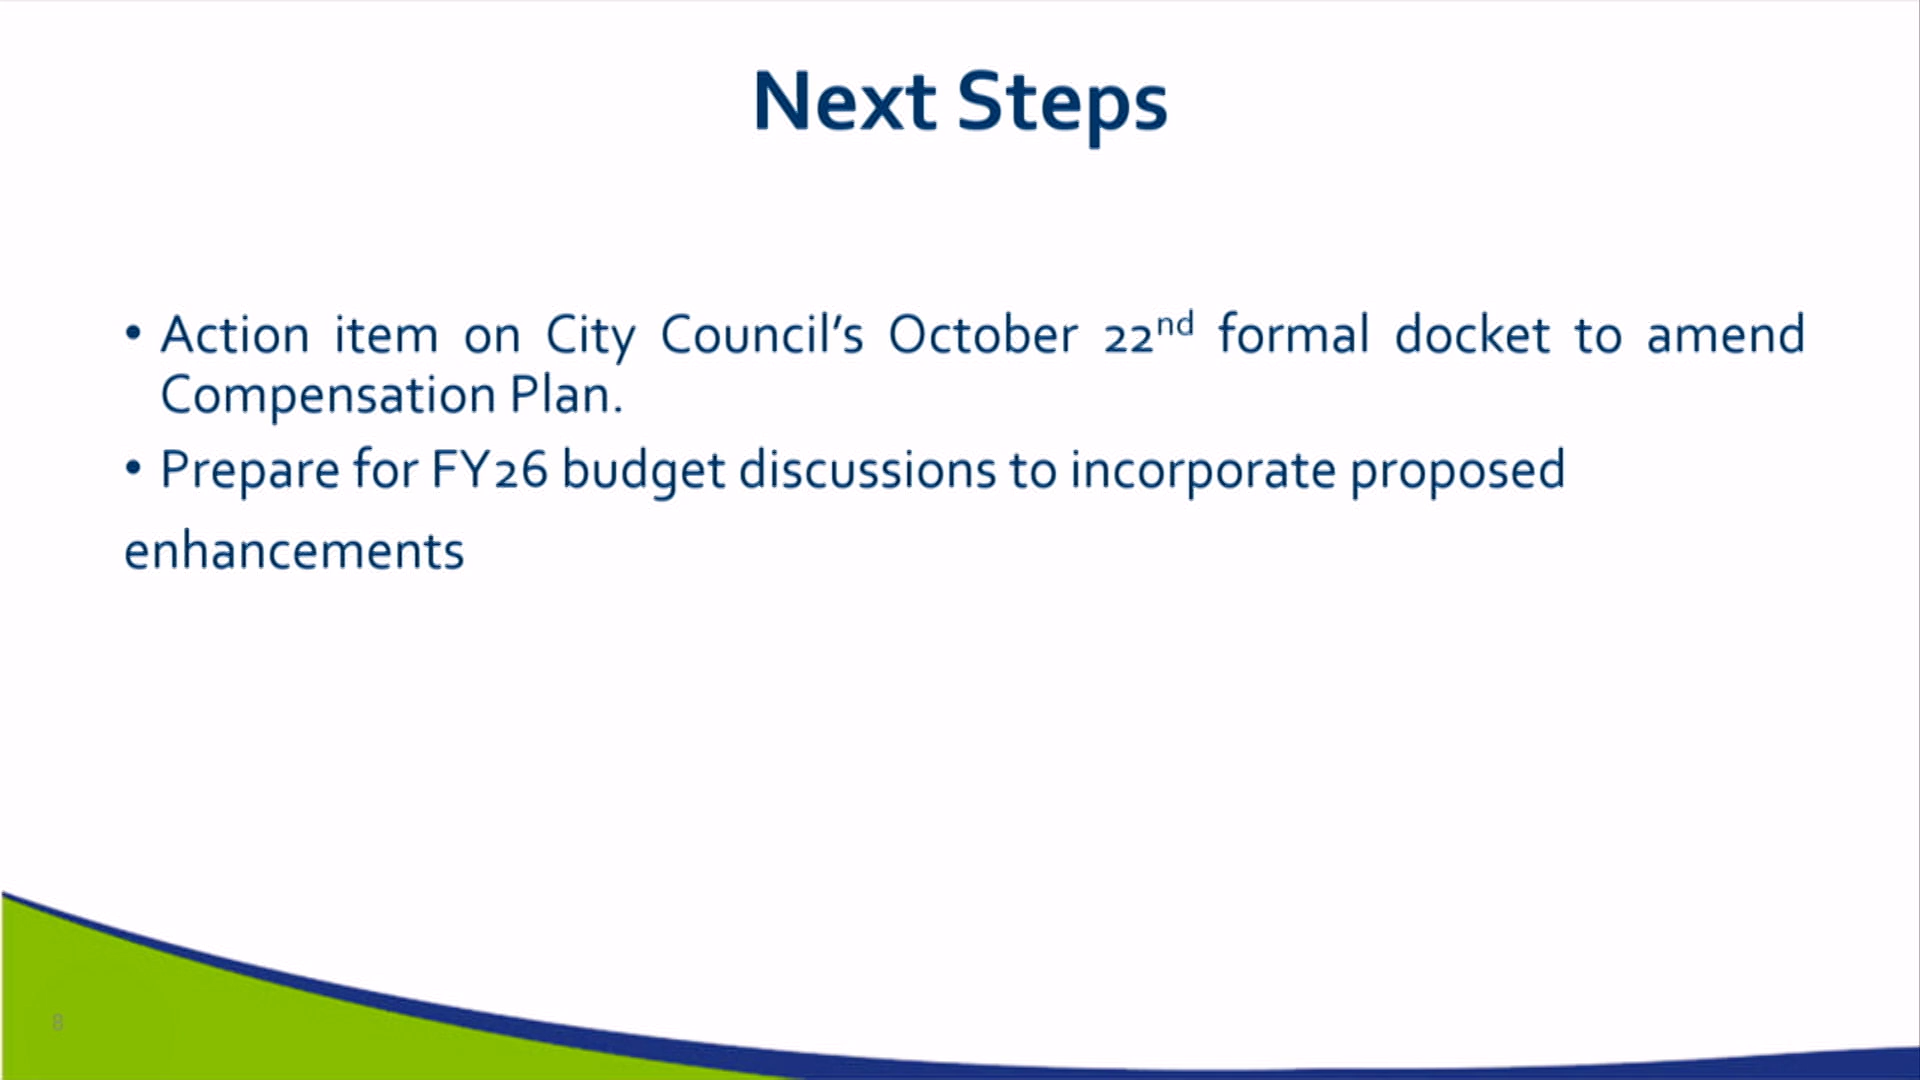 Next Steps
• Action item on City Council’s October 22nd formal docket to amend
Compensation Plan.
• Prepare for FY26 budget discussions to incorporate proposed
enhancements
8